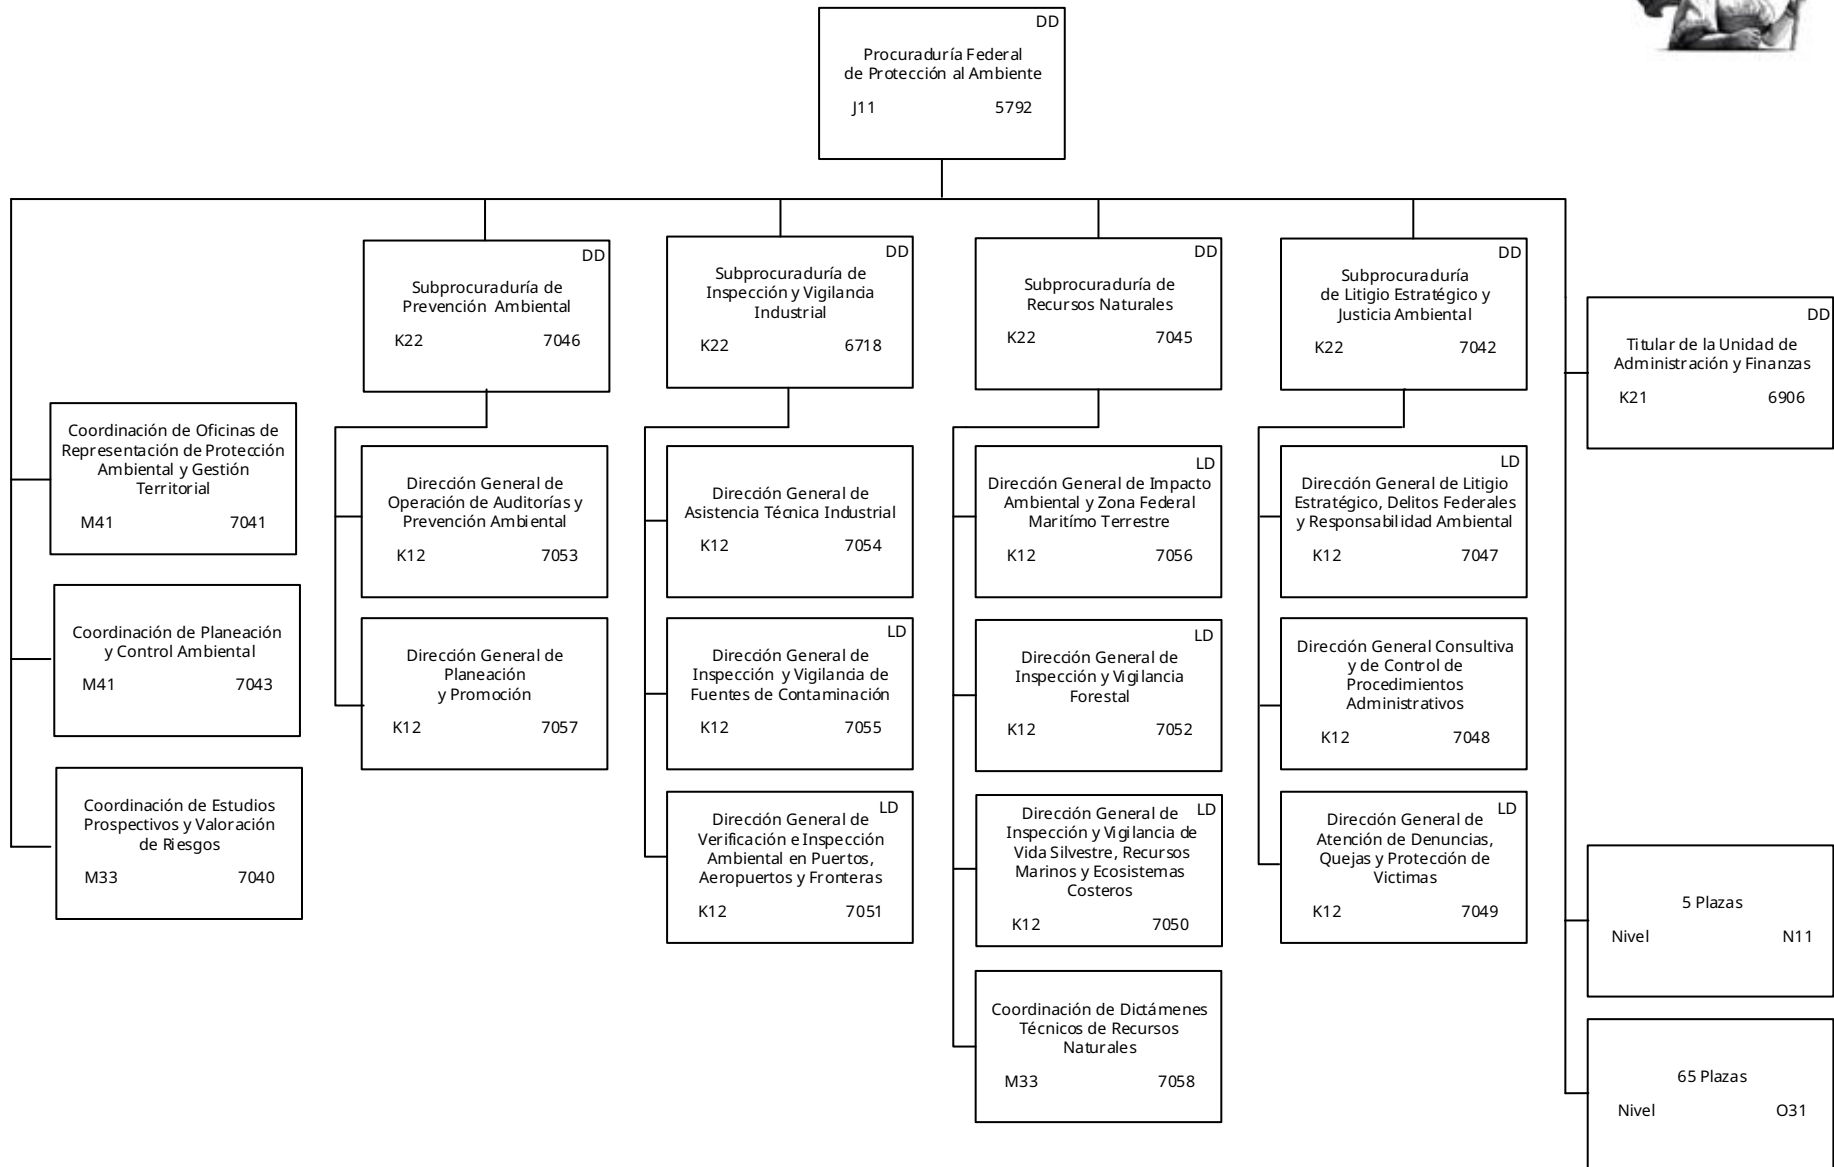 DD
Procuraduría Federal
de Protección al Ambiente
J11 5792
DD
Subprocuraduría de
Prevención Ambiental
K22 7046
DD
Subprocuraduría de
Inspección y Vigilancia
Industrial
K22 6718
DD
Subprocuraduría de
Recursos Naturales
K22 7045
DD
Subprocuraduría
de Litigio Estratégico y
Justicia Ambiental
K22 7042
DD
Titular de la Unidad de
Administración y Finanzas
K21 6906
Coordinación de Oficinas de
Representación de Protección
Ambiental y Gestión
Territorial
M41 7041
Coordinación de Planeación
y Control Ambiental
M41 7043
Coordinación de Estudios
Prospectivos y Valoración
de Riesgos
M33 7040
Dirección General de
Operación de Auditorías y
Prevención Ambiental
K12 7053
Dirección General de
Planeación
y Promoción
K12 7057
Dirección General de
Asistencia Técnica Industrial
K12 7054
LD
Dirección General de
Inspección y Vigilancia de
Fuentes de Contaminación
K12 7055
LD
Dirección General de
Verificación e Inspección
Ambiental en Puertos,
Aeropuertos y Fronteras
K12 7051
LD
Dirección General de Impacto
Ambiental y Zona Federal
Maritímo Terrestre
K12 7056
LD
Dirección General de
Inspección y Vigilancia
Forestal
K12 7052
LD
Dirección General de
Inspección y Vigilancia de
Vida Silvestre, Recursos
Marinos y Ecosistemas
Costeros
K12 7050
Coordinación de Dictámenes
Técnicos de Recursos
Naturales
M33 7058
LD
Dirección General de Litigio
Estratégico, Delitos Federales
y Responsabilidad Ambiental
K12 7047
Dirección General Consultiva
y de Control de
Procedimientos
Administrativos
K12 7048
LD
Dirección General de
Atención de Denuncias,
Quejas y Protección de
Victimas
K12 7049
5 Plazas
Nivel N11
65 Plazas
Nivel O31